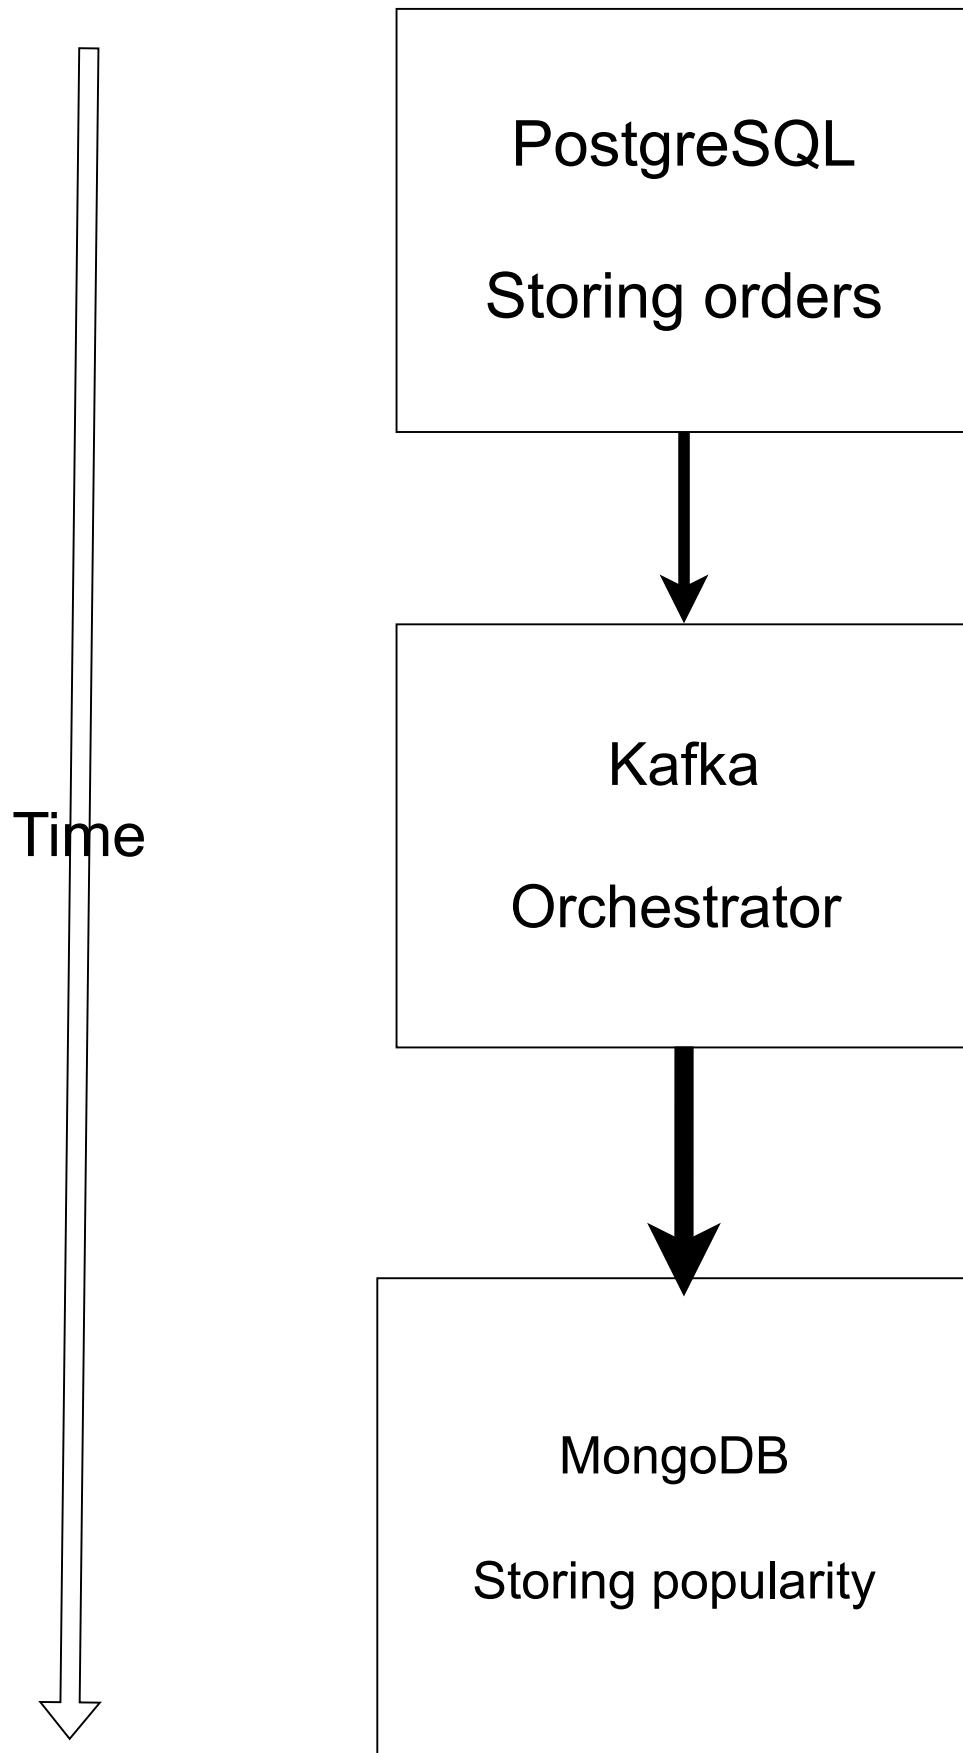 PostgreSQL
Storing orders
Kafka
Time
Orchestrator
MongoDB
Storing popularity